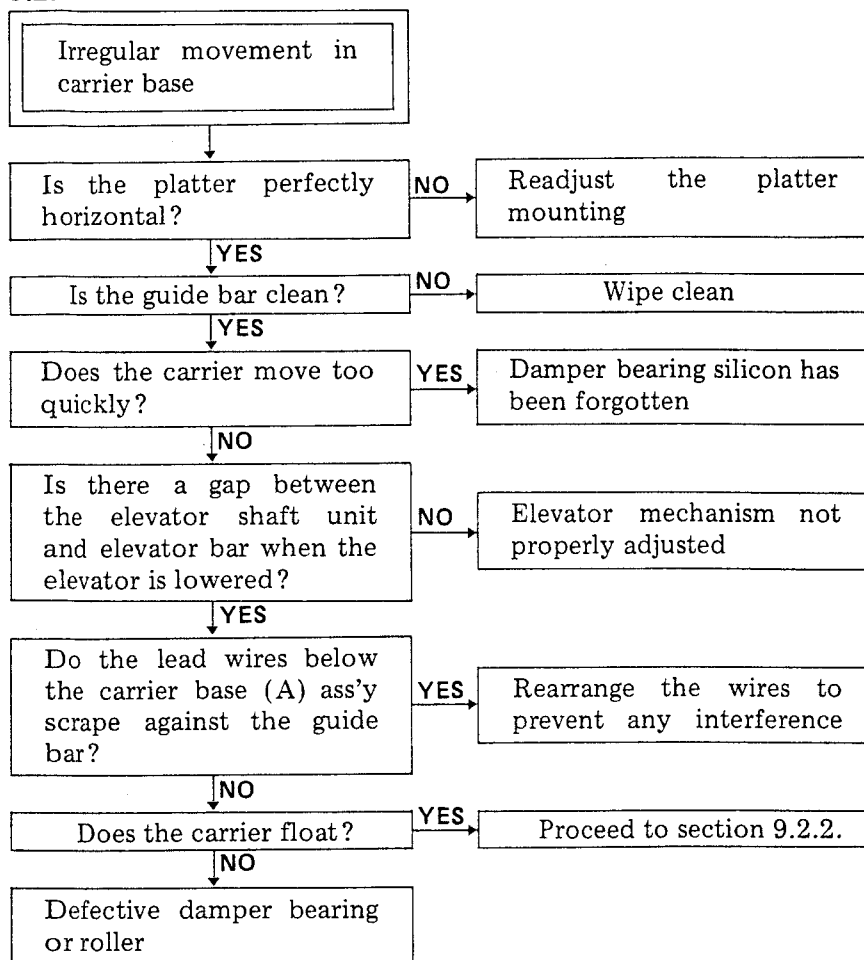 Irregular movement in
carrier base
Is the platter perfectly
horizontal?
NO
Readjust the platter
mounting
YES
Is the guide bar clean?
NO
Wipe clean
YES
Does the carrier move too
quickly?
YES
Damper bearing silicon has
been forgotten
NO
Is there a gap between
the elevator shaft unit
and elevator bar when the
elevator is lowered?
NO
Elevator mechanism not
properly adjusted
YES
Do the lead wires below
the carrier base (A) ass'y
scrape against the guide
bar?
YES
Rearrange the wires to
prevent any interference
NO
Does the carrier float?
YES
Proceed to section 9.2.2.
NO
Defective damper bearing
or roller